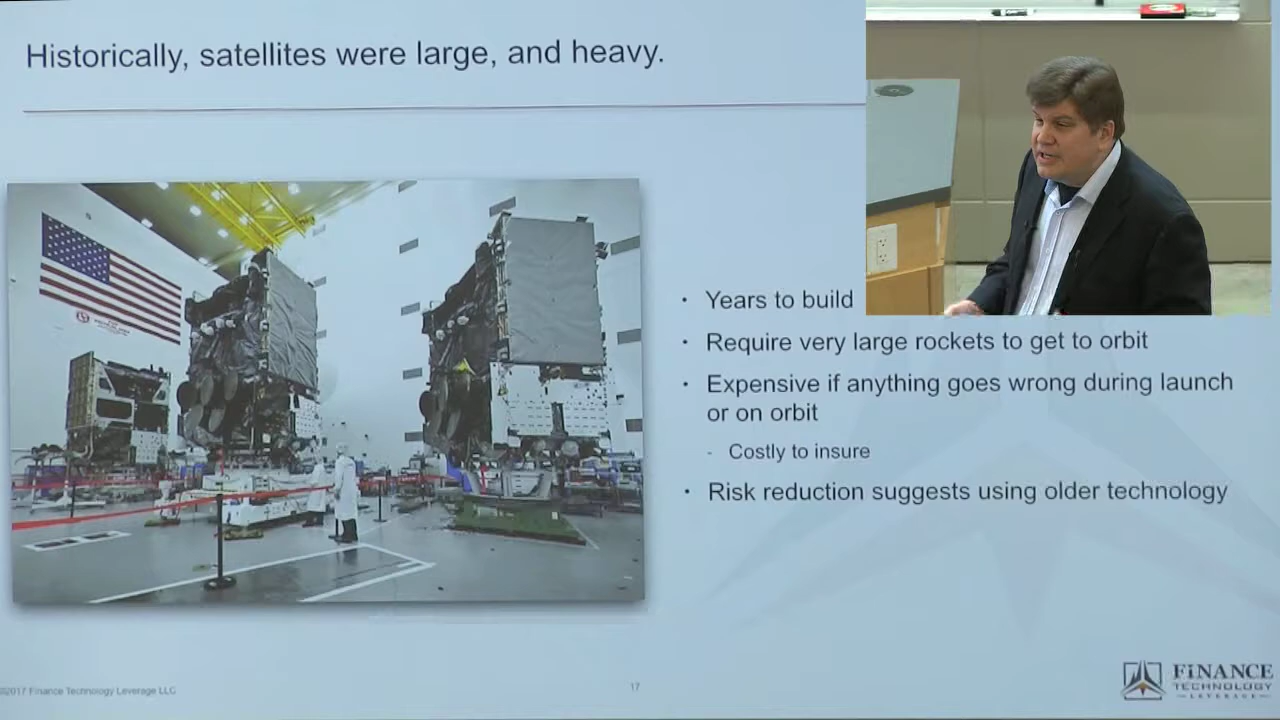 Historically, satellites were large, and heavy.
· Years to build
· Require very large rockets to get to orbit
· Expensive if anything goes wrong during launch
or on orbit
- Costly to insure
· Risk reduction suggests using older technology
©2017 Finance Technology Leverage LLC
17
FINANCE
TECHNOLOGY
LEVERAGE